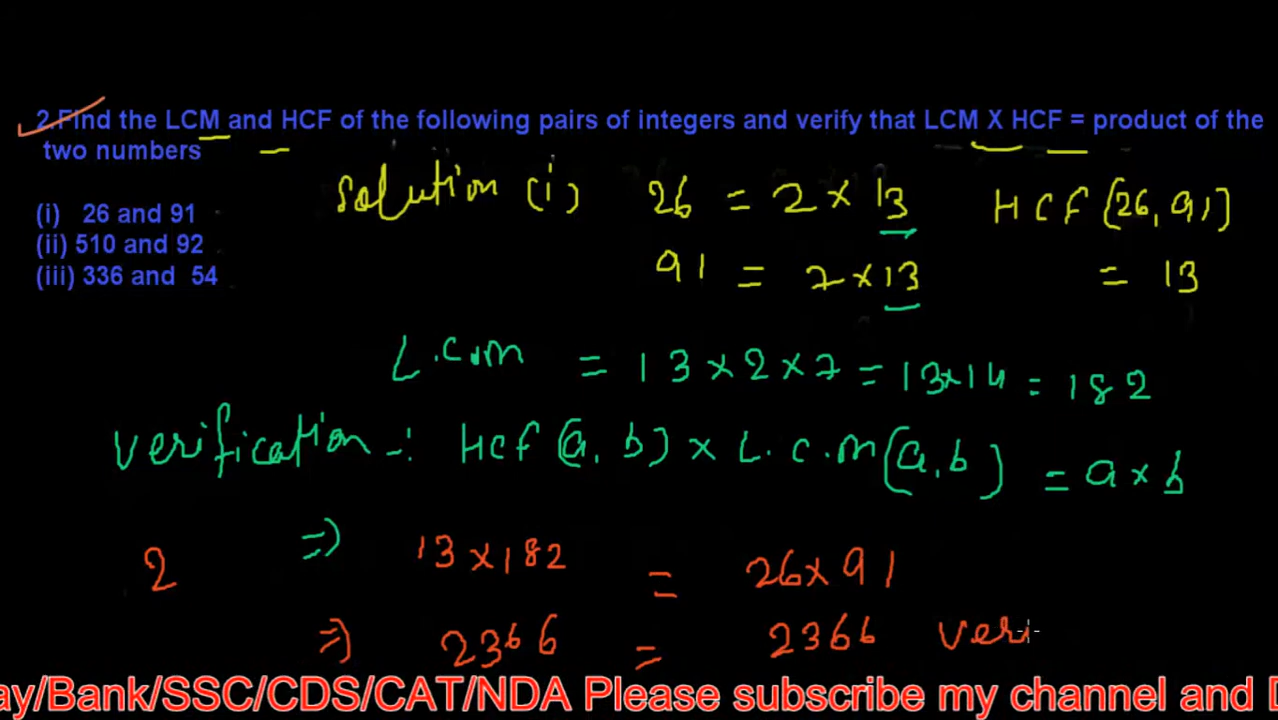 2.Find the LCM and HCF of the following pairs of integers and verify that LCM X HCF = product of the
two numbers
(i) 26 and 91
(ii) 510 and 92
(iii) 336 and 54
Solution (i) 26 = 2 × 13 HCF (26, 91)
91 = 7 × 13 = 13
L.C.M = 13 × 2 × 7 = 13×14 = 182
Verification :- HCF (a, b) × L.C.M (a, b) = a × b
2 ⇒ 13 × 182 = 26 × 91
⇒ 2366 = 2366 veri
ay/Bank/SSC/CDS/CAT/NDA Please subscribe my channel and D